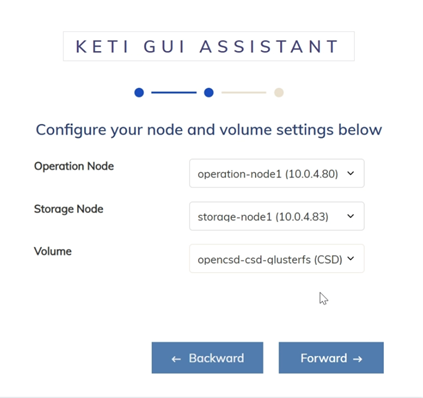 KETI GUI ASSISTANT
Configure your node and volume settings below
Operation Node
operation-node1 (10.0.4.80)
Storage Node
storage-node1 (10.0.4.83)
Volume
opencsd-csd-glusterfs (CSD)
← Backward
Forward →